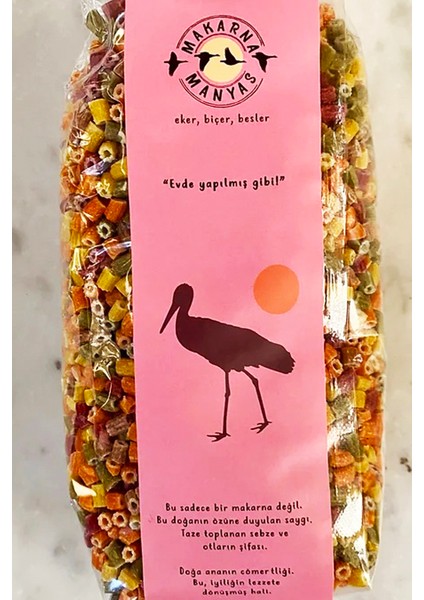 MAKARNA
MANYAS
eker, biçer, besler
“Evde yapılmış gibi!”
Bu sadece bir makarna değil.
Bu doğanın özüne duyulan saygı.
Taze toplanan sebze ve
otların şifası.
Doğa ananın cömertliği.
Bu, iyiliğin lezzete
dönüşmüş hali.